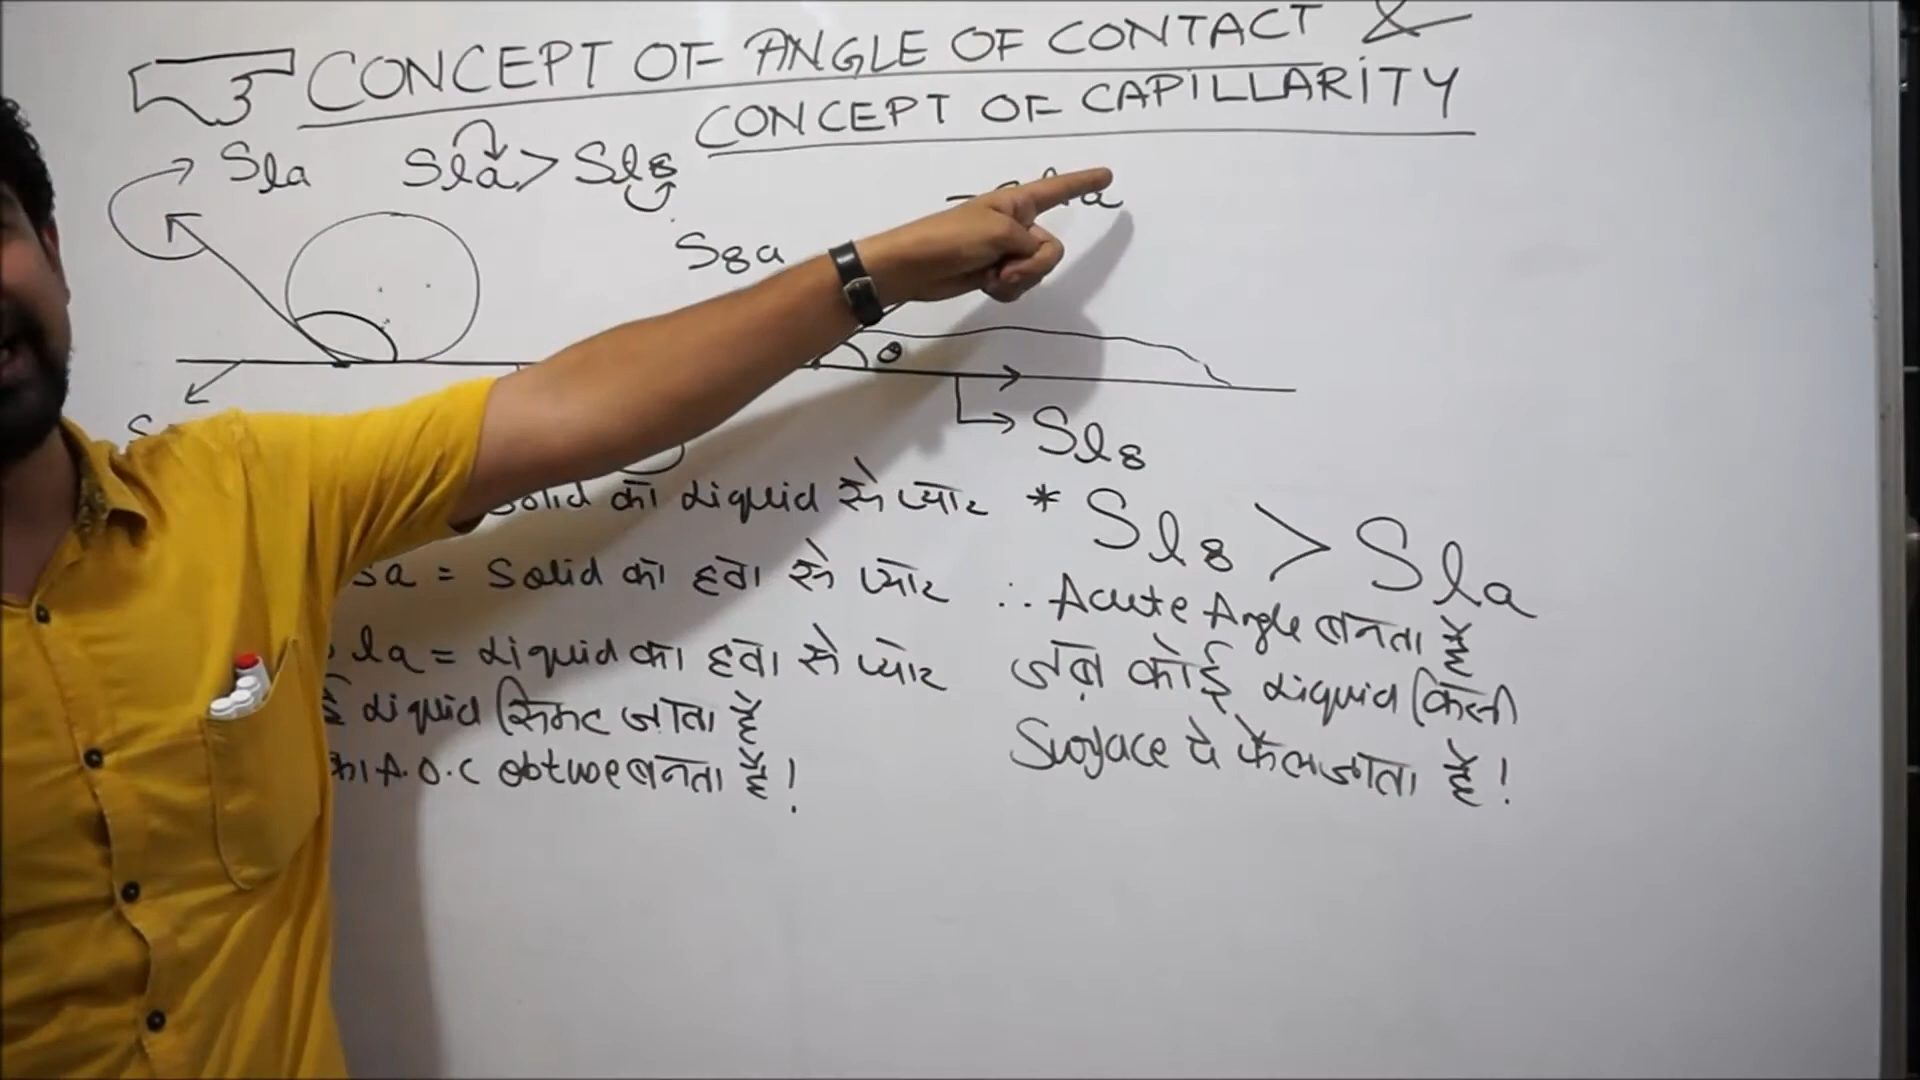 CONCEPT OF ANGLE OF CONTACT &
CONCEPT OF CAPILLARITY
Sla Sla > Sls
Ssa
θ
Sls
Solid का Liquid से प्यार
Sa = Solid का हवा से प्यार
la = Liquid का हवा से प्यार
ई Liquid सिमट जाता है
का A.O.C obtuse बनता है!
* Sls > Sla
∴ Acute Angle बनता है
जब कोई Liquid किसी
Surface पे फैल जाता है!